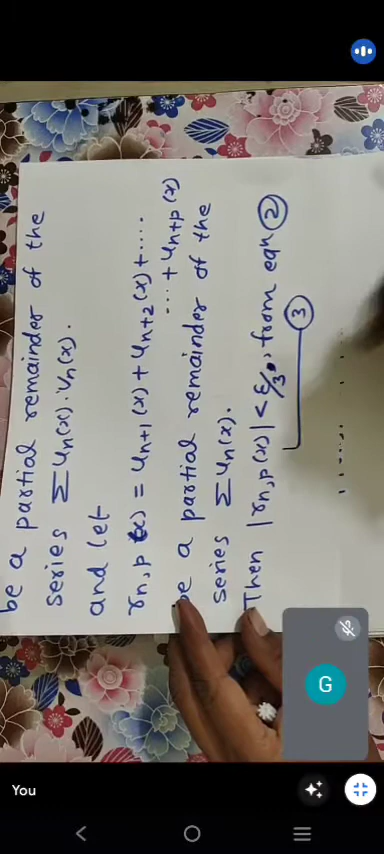 be a partial remainder of the
series ∑ un(x).vn(x).
and let
rn,p(x) = un+1(x) + un+2(x) + ....
... + un+p(x)
be a partial remainder of the
series ∑ un(x).
Then |rn,p(x)| < ε/3, from eqn ②
③
G
You